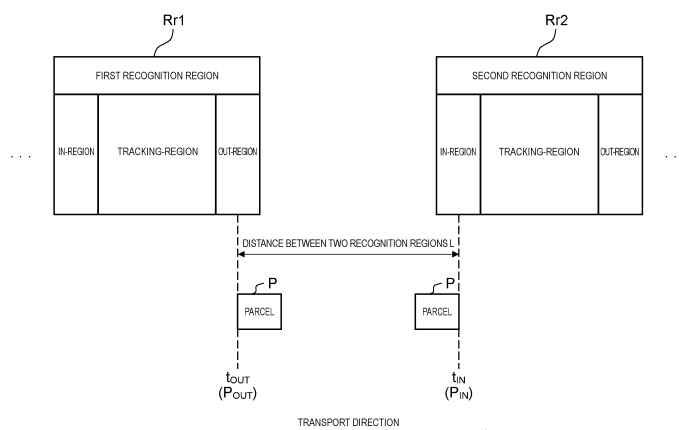 Rr1 Rr2
FIRST RECOGNITION REGION SECOND RECOGNITION REGION
. . . IN-REGION TRACKING-REGION OUT-REGION IN-REGION TRACKING-REGION OUT-REGION . .
DISTANCE BETWEEN TWO RECOGNITION REGIONS L
P P
PARCEL PARCEL
tOUT tIN
(POUT) (PIN)
TRANSPORT DIRECTION